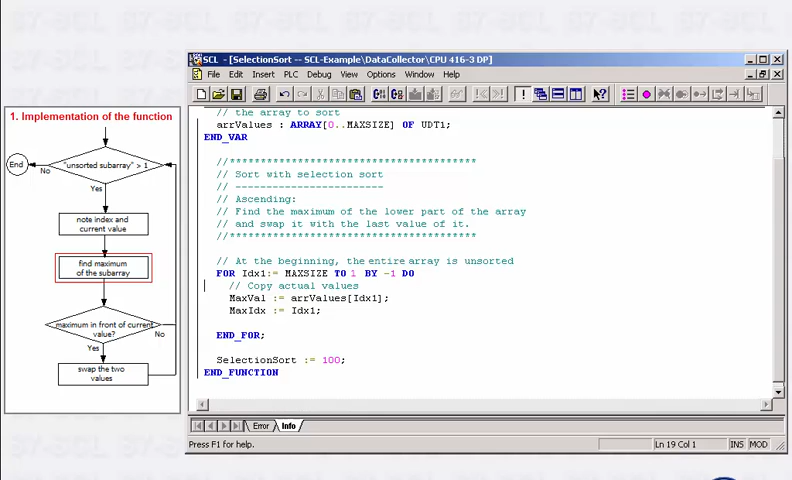 SCL - [SelectionSort -- SCL-Example\DataCollector\CPU 416-3 DP]
File Edit Insert PLC Debug View Options Window Help
1. Implementation of the function
"unsorted subarray" > 1
End
No
Yes
note index and
current value
find maximum
of the subarray
maximum in front of current
value?
No
Yes
swap the two
values
// the array to sort
arrValues : ARRAY[0..MAXSIZE] OF UDT1;
END_VAR
//****************************************
// Sort with selection sort
// ------------------------
// Ascending:
// Find the maximum of the lower part of the array
// and swap it with the last value of it.
//****************************************
// At the beginning, the entire array is unsorted
FOR Idx1:= MAXSIZE TO 1 BY -1 DO
// Copy actual values
MaxVal := arrValues[Idx1];
MaxIdx := Idx1;
END_FOR;
SelectionSort := 100;
END_FUNCTION
Error Info
Press F1 for help.
Ln 19 Col 1 INS MOD